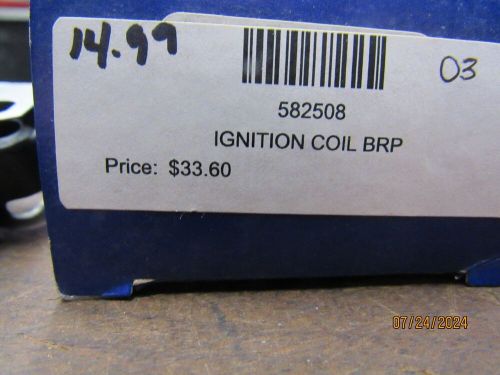 14.99
03
582508
IGNITION COIL BRP
Price: $33.60
07/24/2024